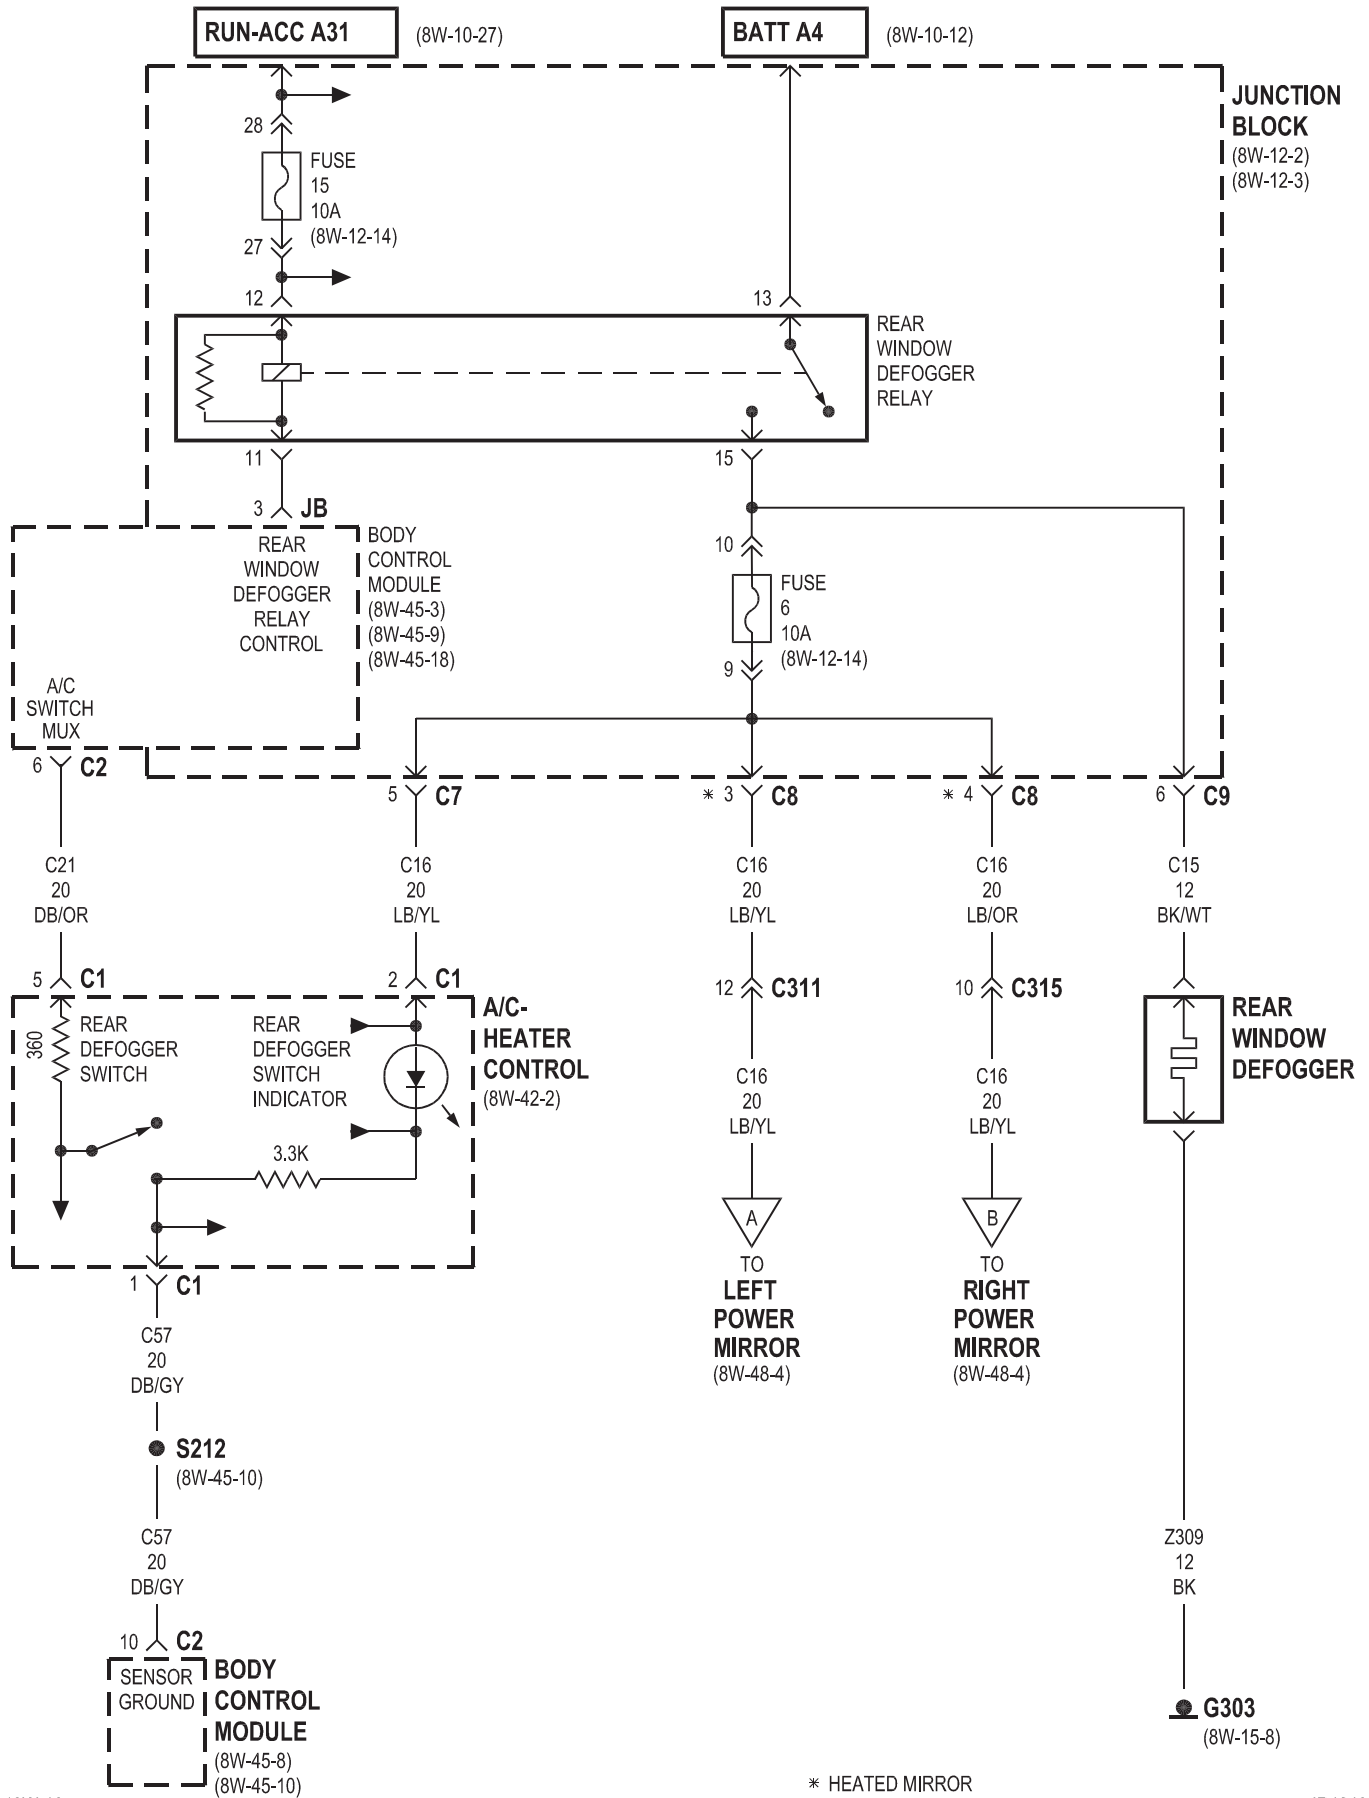 RUN-ACC A31
(8W-10-27)
BATT A4
(8W-10-12)
JUNCTION
BLOCK
(8W-12-2)
(8W-12-3)
28
FUSE
15
10A
(8W-12-14)
27
12
13
REAR
WINDOW
DEFOGGER
RELAY
11
15
3 JB
REAR
WINDOW
DEFOGGER
RELAY
CONTROL
BODY
CONTROL
MODULE
(8W-45-3)
(8W-45-9)
(8W-45-18)
10
FUSE
6
10A
(8W-12-14)
9
A/C
SWITCH
MUX
6 C2
5 C7
* 3 C8
* 4 C8
6 C9
C21
20
DB/OR
C16
20
LB/YL
C16
20
LB/YL
C16
20
LB/OR
C15
12
BK/WT
5 C1
2 C1
12 C311
10 C315
360
REAR
DEFOGGER
SWITCH
REAR
DEFOGGER
SWITCH
INDICATOR
A/C-
HEATER
CONTROL
(8W-42-2)
REAR
WINDOW
DEFOGGER
3.3K
C16
20
LB/YL
C16
20
LB/YL
A
TO
LEFT
POWER
MIRROR
(8W-48-4)
B
TO
RIGHT
POWER
MIRROR
(8W-48-4)
1 C1
C57
20
DB/GY
S212
(8W-45-10)
C57
20
DB/GY
Z309
12
BK
10 C2
SENSOR
GROUND
BODY
CONTROL
MODULE
(8W-45-8)
(8W-45-10)
G303
(8W-15-8)
* HEATED MIRROR